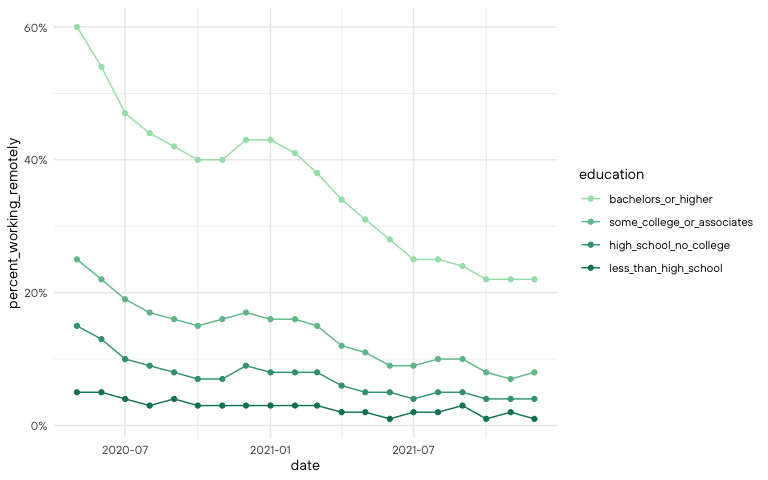 60%
40%
20%
0%
percent_working_remotely
2020-07
2021-01
2021-07
date
education
bachelors_or_higher
some_college_or_associates
high_school_no_college
less_than_high_school